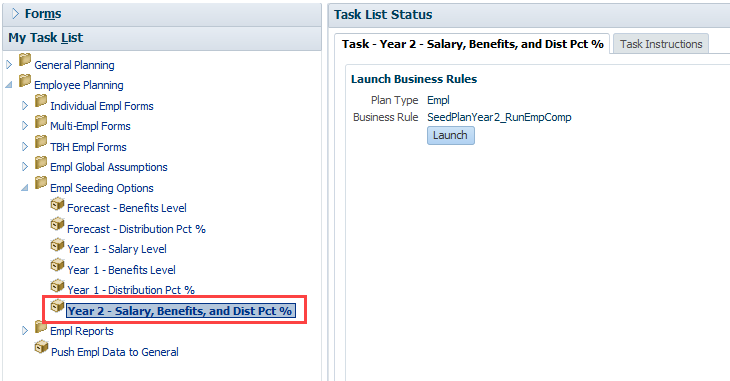 Forms
My Task List
General Planning
Employee Planning
Individual Empl Forms
Multi-Empl Forms
TBH Empl Forms
Empl Global Assumptions
Empl Seeding Options
Forecast - Benefits Level
Forecast - Distribution Pct %
Year 1 - Salary Level
Year 1 - Benefits Level
Year 1 - Distribution Pct %
Year 2 - Salary, Benefits, and Dist Pct %
Empl Reports
Push Empl Data to General
Task List Status
Task - Year 2 - Salary, Benefits, and Dist Pct % Task Instructions
Launch Business Rules
Plan Type Empl
Business Rule SeedPlanYear2_RunEmpComp
Launch